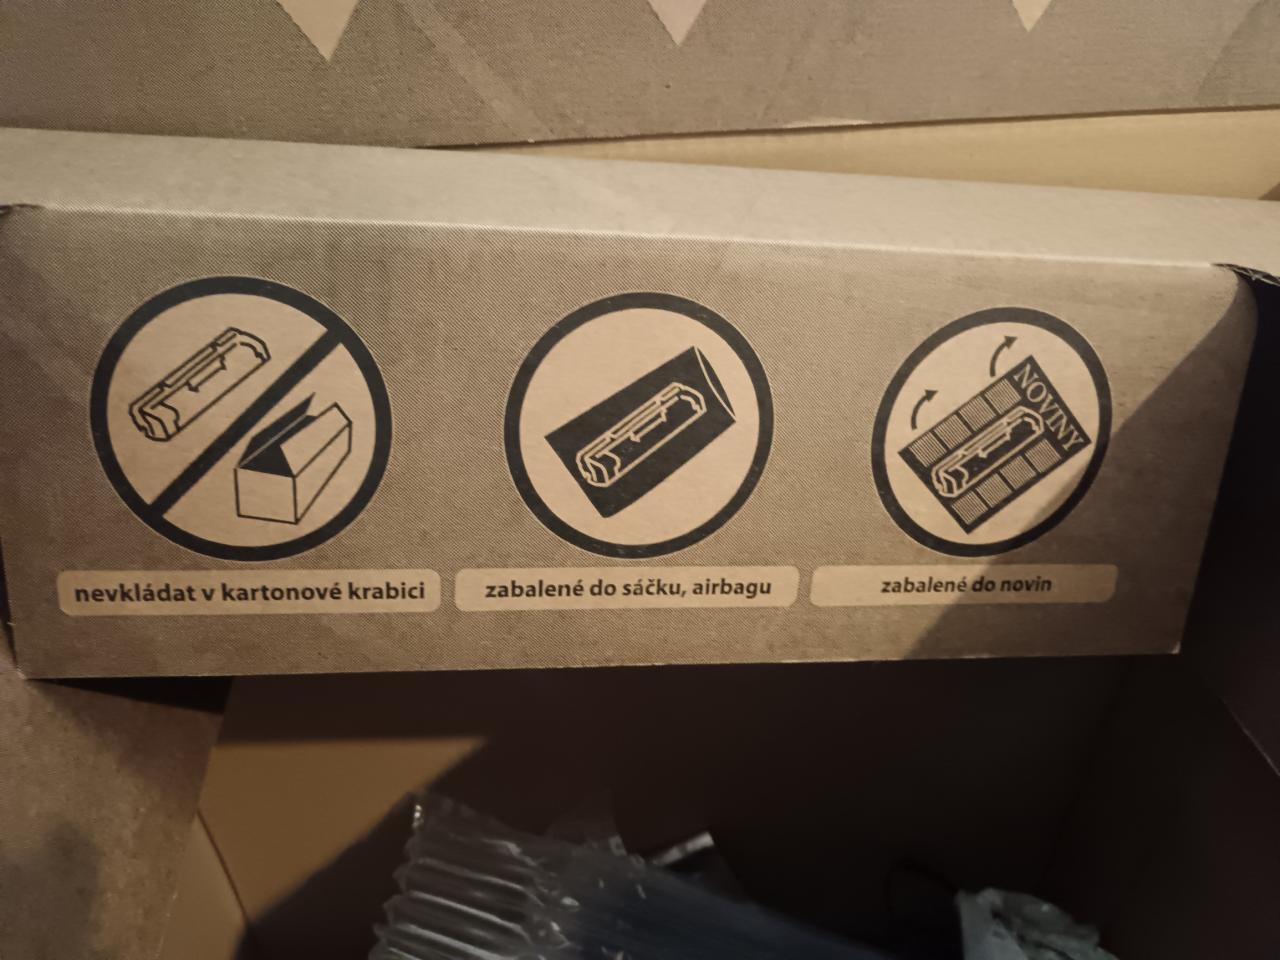 NOVINY
nevkládat v kartonové krabici
zabalené do sáčku, airbagu
zabalené do novin